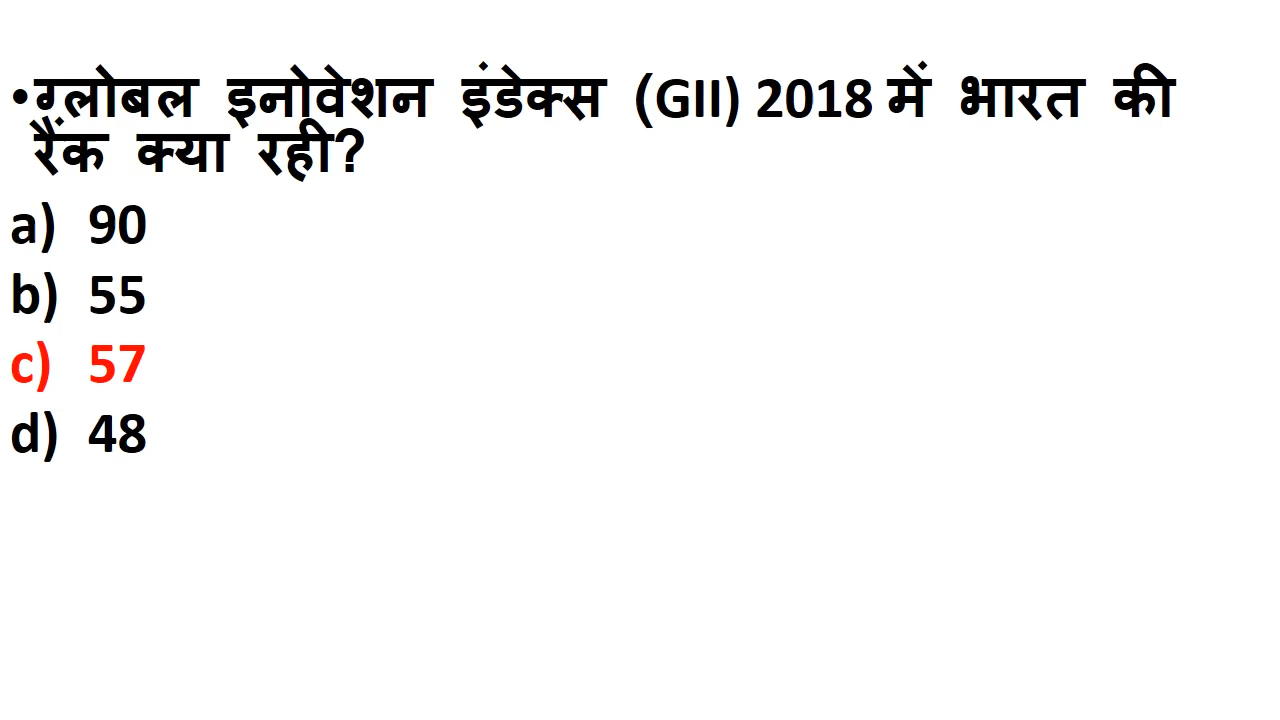 •ग्लोबल इनोवेशन इंडेक्स (GII) 2018 में भारत की
रैंक क्या रही?
a) 90
b) 55
c) 57
d) 48